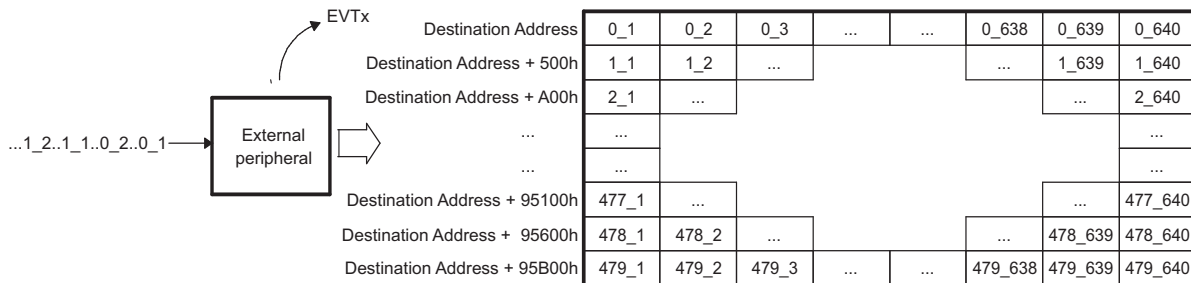 EVTx
Destination Address 0_1 0_2 0_3 ... ... 0_638 0_639 0_640
Destination Address + 500h 1_1 1_2 ... ... 1_639 1_640
Destination Address + A00h 2_1 ... ... 2_640
...1_2..1_1..0_2..0_1
External
peripheral
... ... ...
... ... ...
Destination Address + 95100h 477_1 ... ... 477_640
Destination Address + 95600h 478_1 478_2 ... ... 478_639 478_640
Destination Address + 95B00h 479_1 479_2 479_3 ... ... 479_638 479_639 479_640